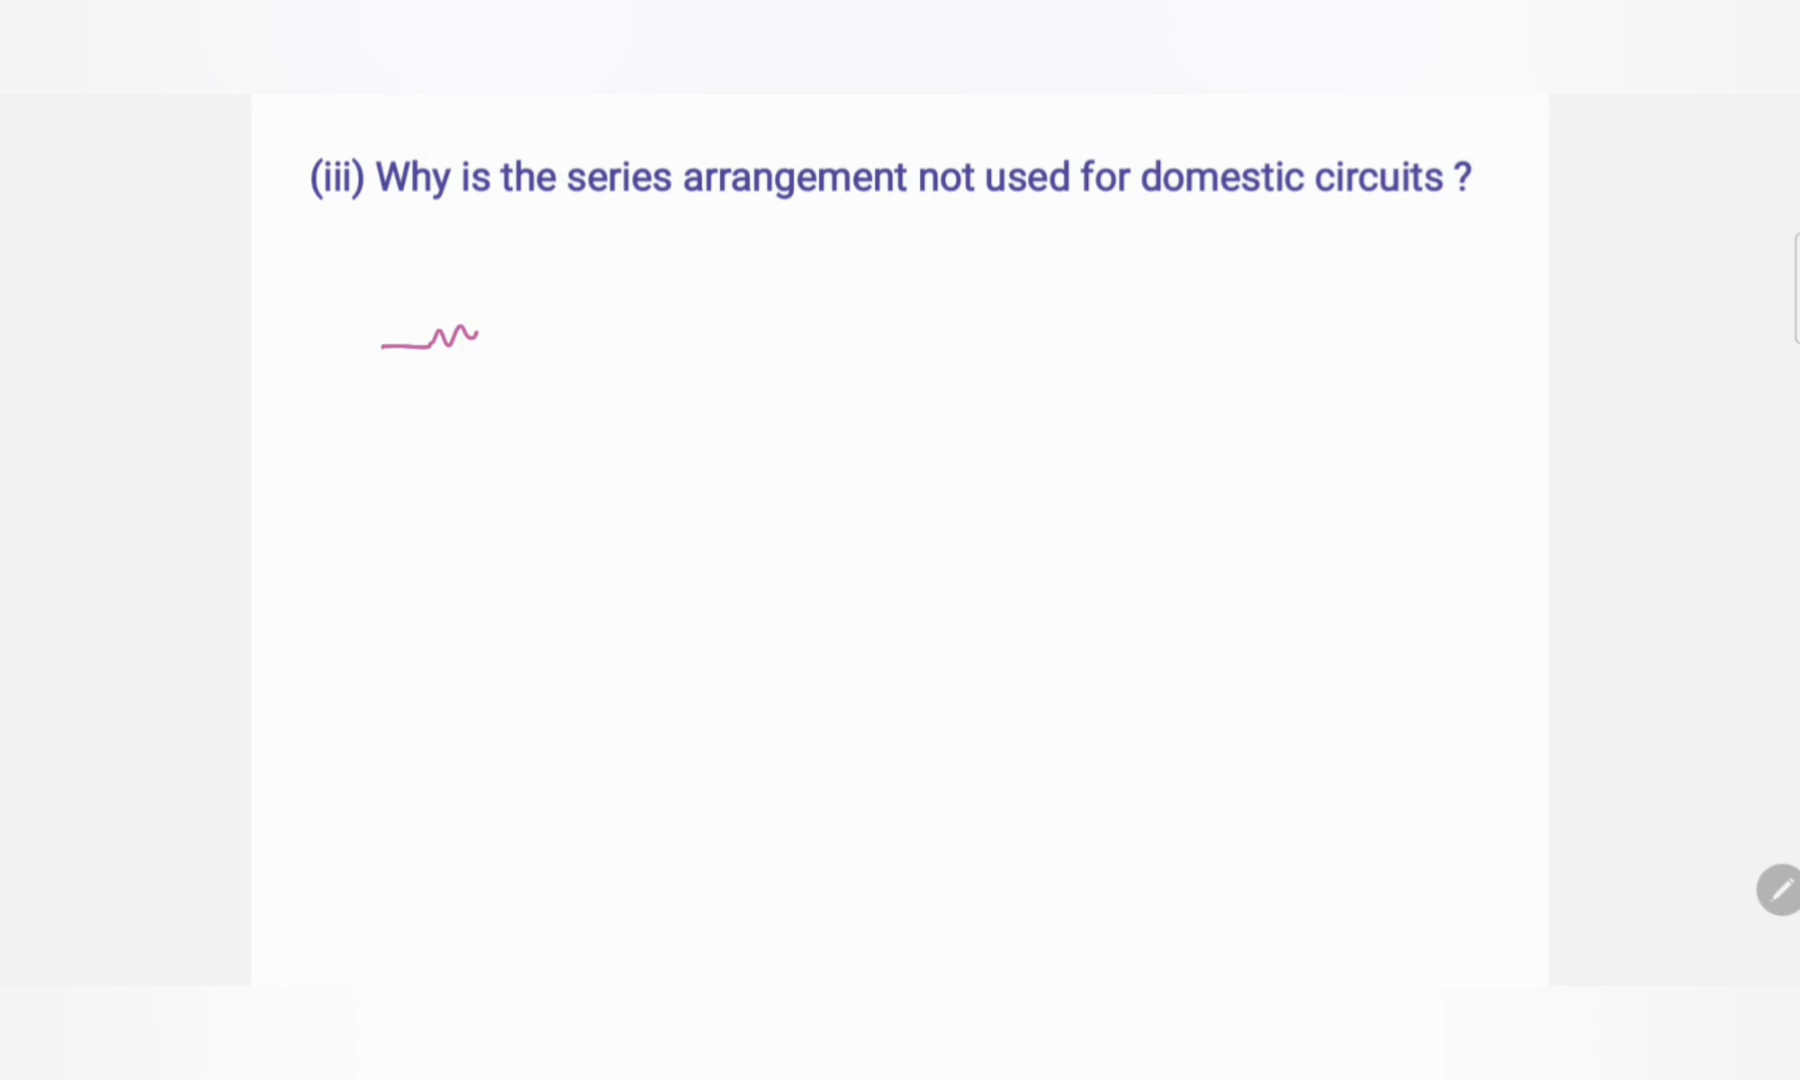 (iii) Why is the series arrangement not used for domestic circuits ?